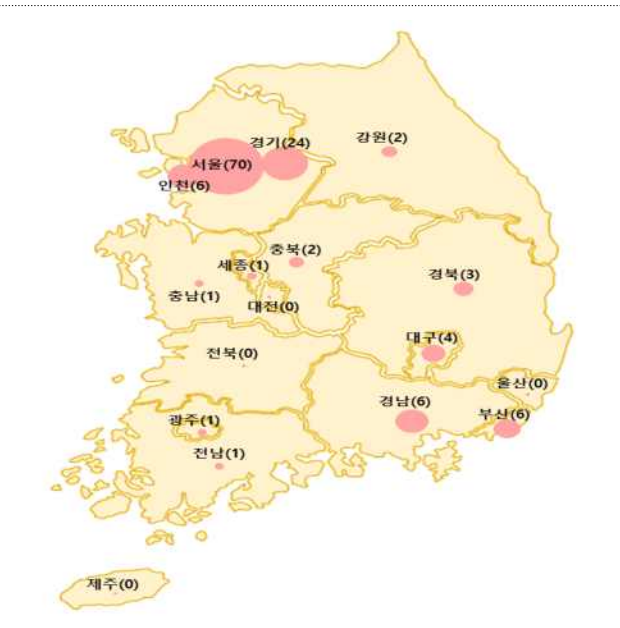 강원(2)
경기(24)
서울(70)
인천(6)
충북(2)
세종(1)
경북(3)
충남(1)
대전(0)
대구(4)
전북(0)
울산(0)
경남(6)
부산(6)
광주(1)
전남(1)
제주(0)